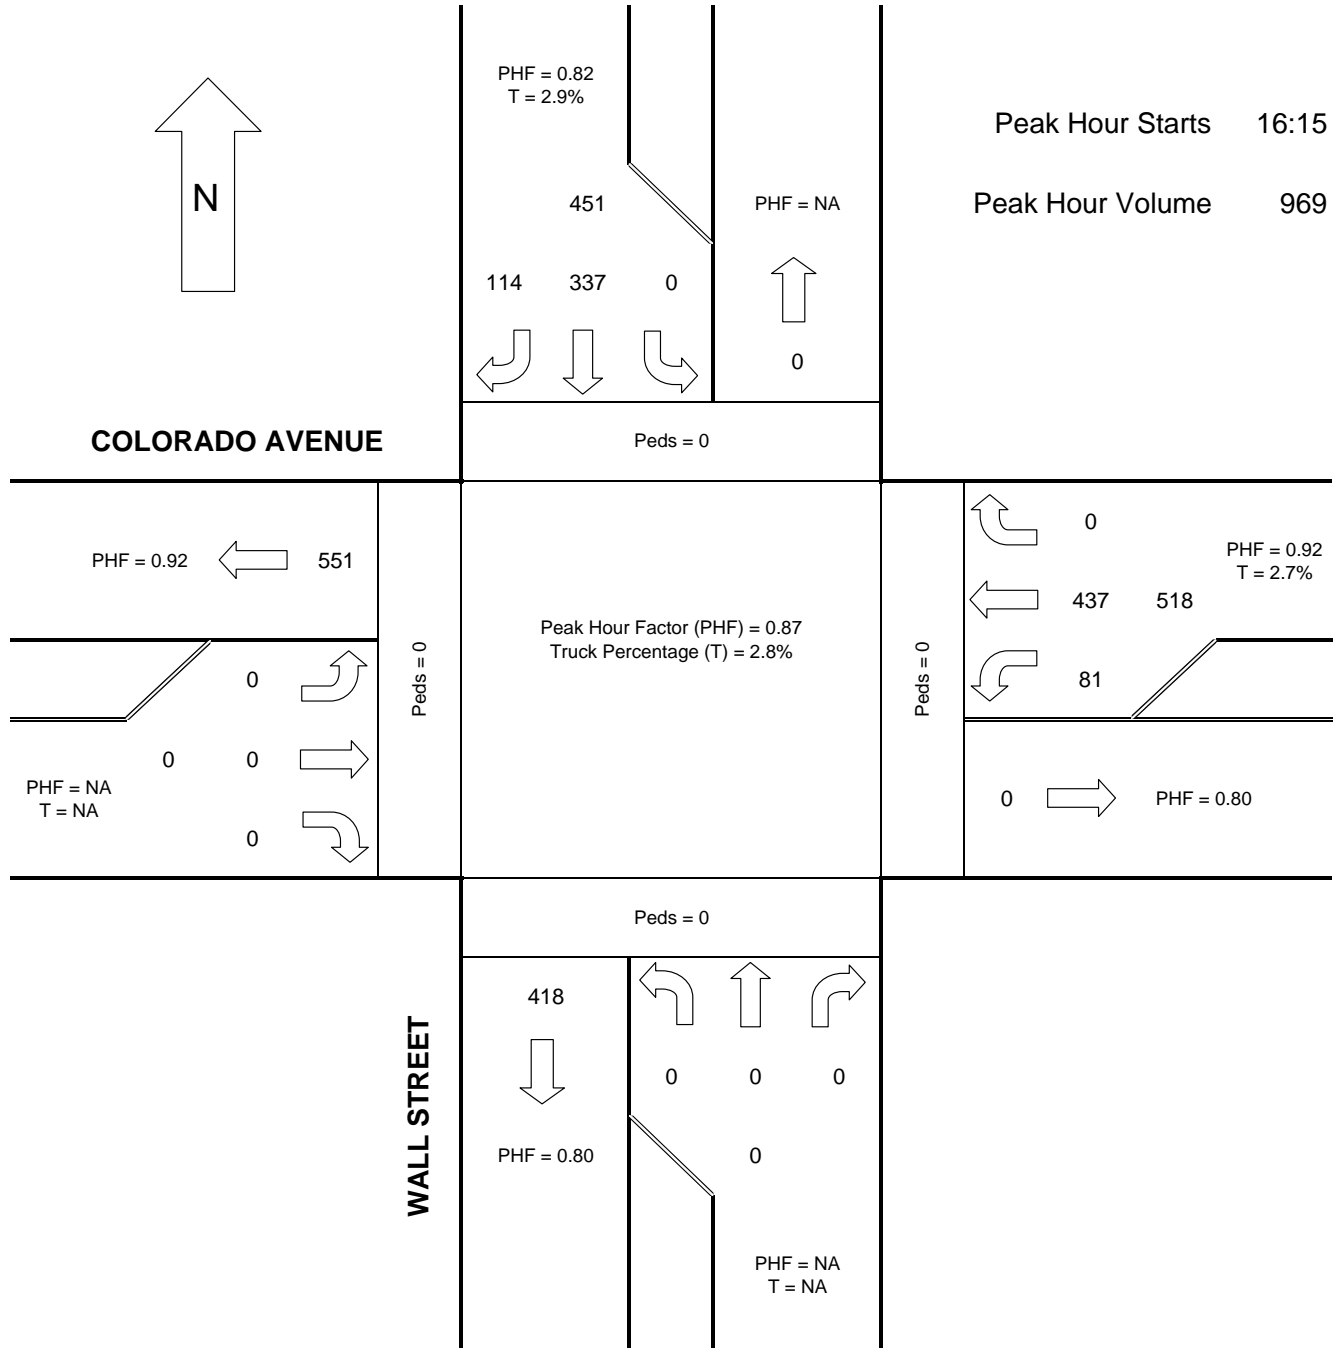 PHF = 0.82
T = 2.9%
Peak Hour Starts 16:15
N
451
PHF = NA
Peak Hour Volume 969
114 337 0
0
COLORADO AVENUE
Peds = 0
PHF = 0.92 551
0
PHF = 0.92
T = 2.7%
437 518
Peak Hour Factor (PHF) = 0.87
Truck Percentage (T) = 2.8%
Peds = 0
Peds = 0
0
81
0 0
PHF = NA
T = NA
0
0 PHF = 0.80
Peds = 0
418
WALL STREET
0 0 0
PHF = 0.80
0
PHF = NA
T = NA